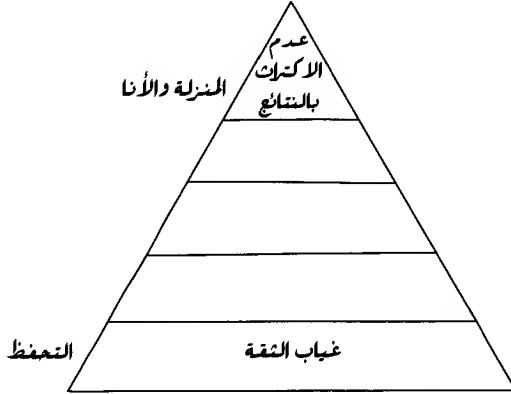 عدم
الاكتراث
بالنتائج
المنزلة والأنا
غياب الثقة
التحفظ